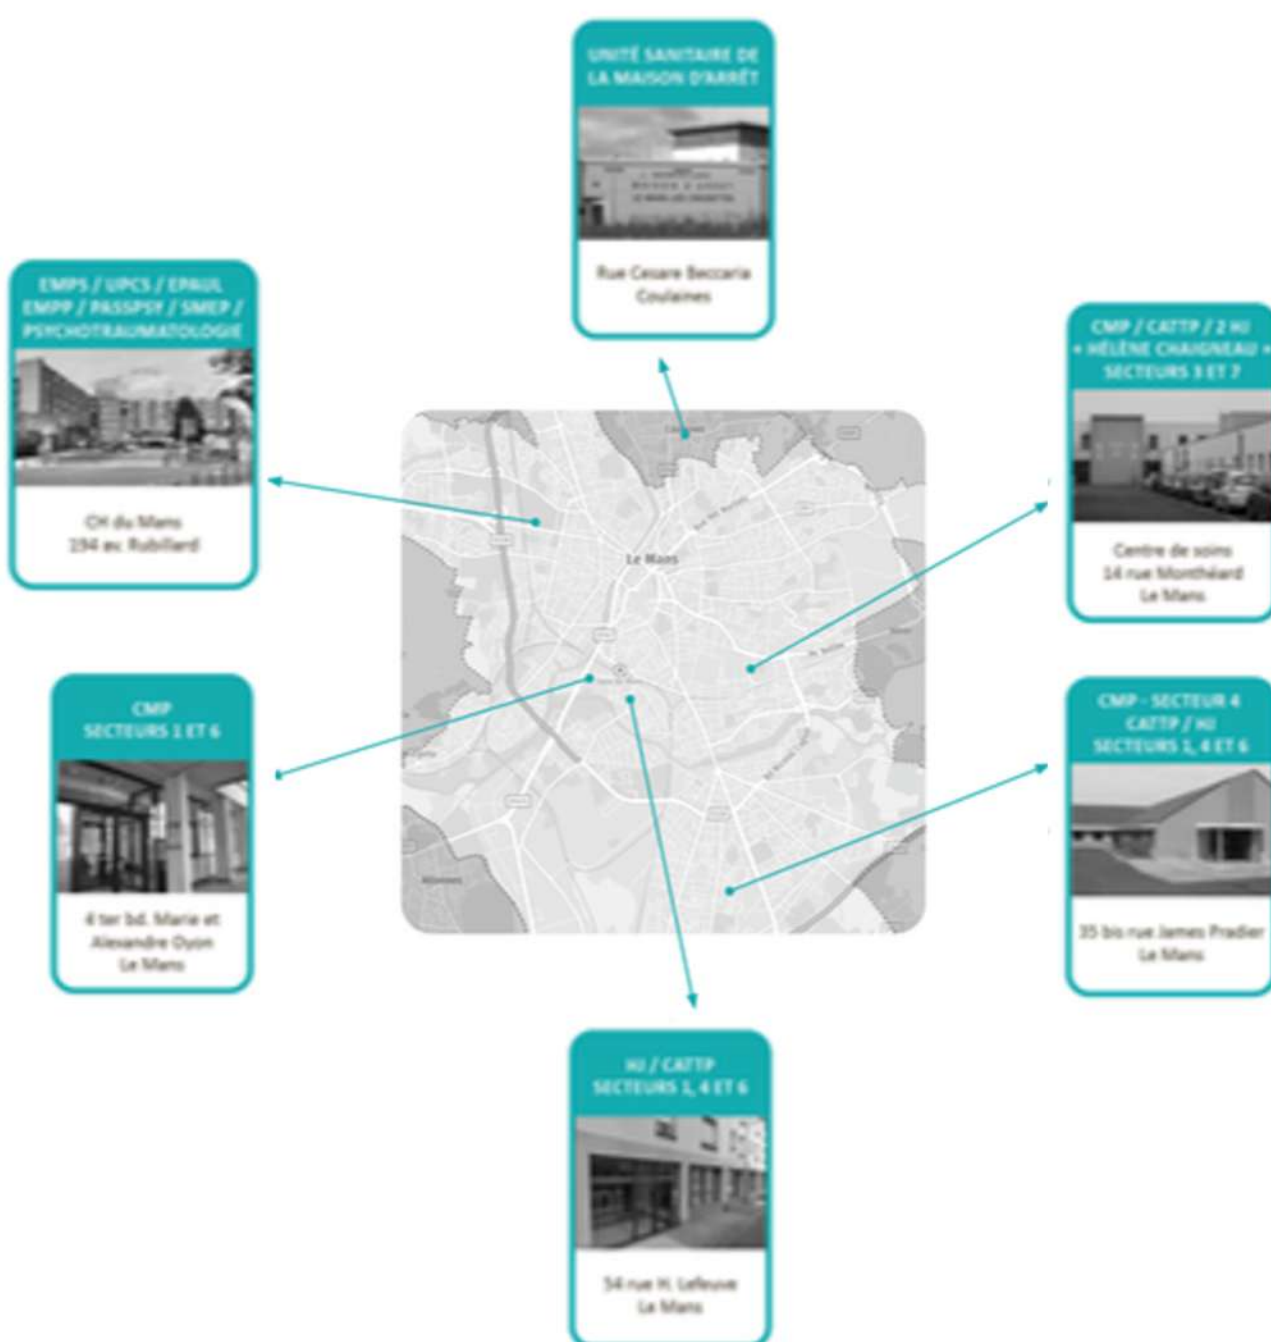 UNITÉ SANITAIRE DE
LA MAISON D'ARRÊT
MAISON D'ARRET
Rue Cesare Beccaria
Coulaines
EMPS / UPCS / EPAUL
EMPP / PASSPSY / SMEP /
PSYCHOTRAUMATOLOGIE
CH du Mans
194 av. Rubillard
CMP / CATTP / 2 HJ
« HÉLÈNE CHAIGNEAU »
SECTEURS 3 ET 7
Centre de soins
14 rue Monthéard
Le Mans
Le Mans
CMP
SECTEURS 1 ET 6
4 ter bd. Marie et
Alexandre Oyon
Le Mans
CMP - SECTEUR 4
CATTP / HJ
SECTEURS 1, 4 ET 6
35 bis rue James Pradier
Le Mans
HJ / CATTP
SECTEURS 1, 4 ET 6
54 rue H. Lefeuve
Le Mans